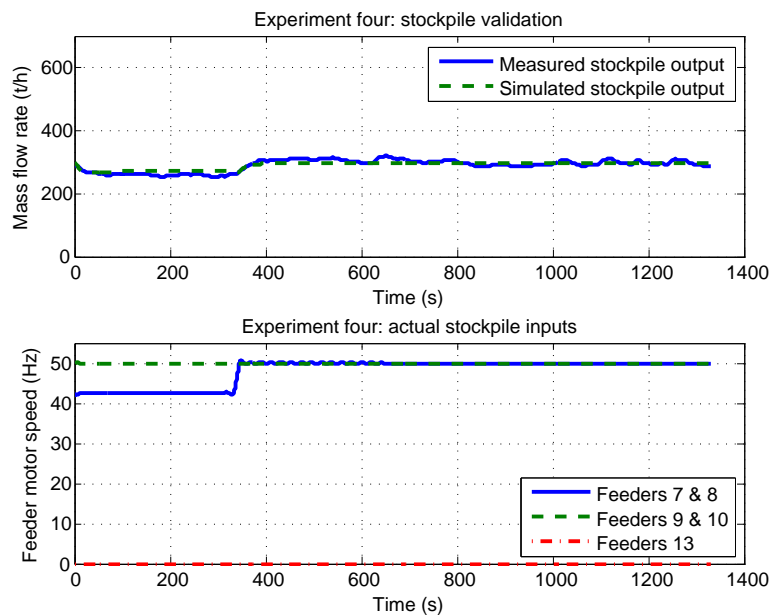 Experiment four: stockpile validation
Mass flow rate (t/h)
600
400
200
0
Measured stockpile output
Simulated stockpile output
0 200 400 600 800 1000 1200 1400
Time (s)
Experiment four: actual stockpile inputs
Feeder motor speed (Hz)
50
40
30
20
10
0
Feeders 7 & 8
Feeders 9 & 10
Feeders 13
0 200 400 600 800 1000 1200 1400
Time (s)